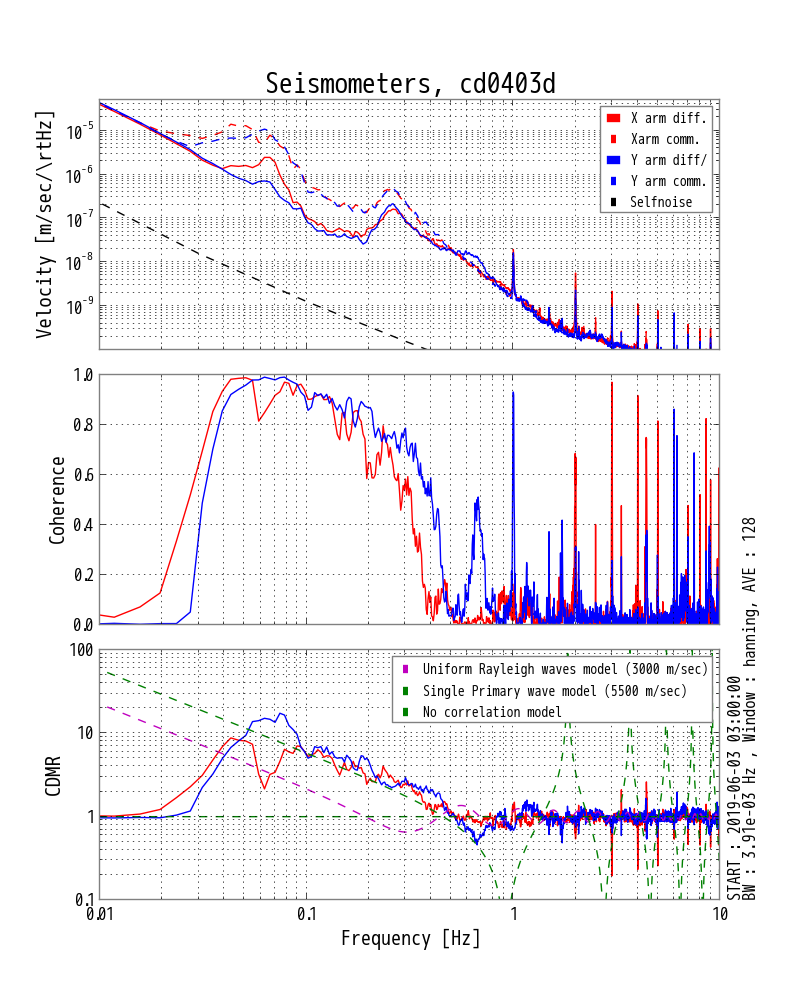 Seismometers, cd0403d
Velocity [m/sec/\rtHz]
10^-5
10^-6
10^-7
10^-8
10^-9
X arm diff.
Xarm comm.
Y arm diff/
Y arm comm.
Selfnoise
Coherence
1.0
0.8
0.6
0.4
0.2
0.0
CDMR
100
10
1
0.1
Uniform Rayleigh waves model (3000 m/sec)
Single Primary wave model (5500 m/sec)
No correlation model
0.01
0.1
1
10
Frequency [Hz]
START : 2019-06-03 03:00:00
BW : 3.91e-03 Hz , Window : hanning, AVE : 128